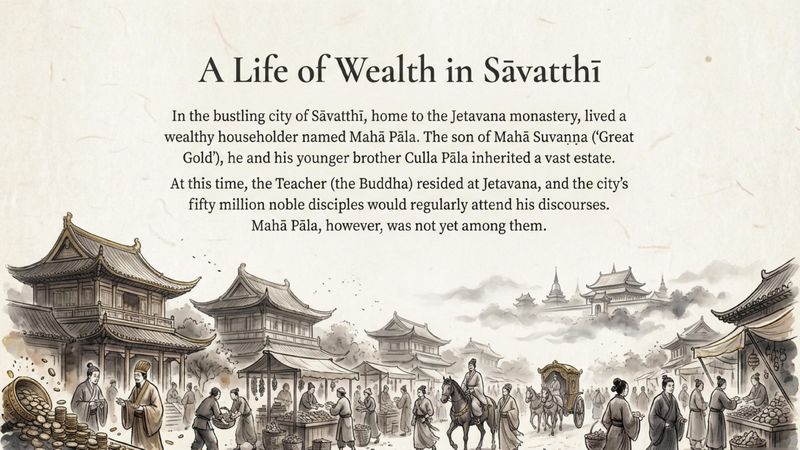 A Life of Wealth in Sāvatthī
In the bustling city of Sāvatthī, home to the Jetavana monastery, lived a
wealthy householder named Mahā Pāla. The son of Mahā Suvaṇṇa (‘Great
Gold’), he and his younger brother Culla Pāla inherited a vast estate.
At this time, the Teacher (the Buddha) resided at Jetavana, and the city’s
fifty million noble disciples would regularly attend his discourses.
Mahā Pāla, however, was not yet among them.